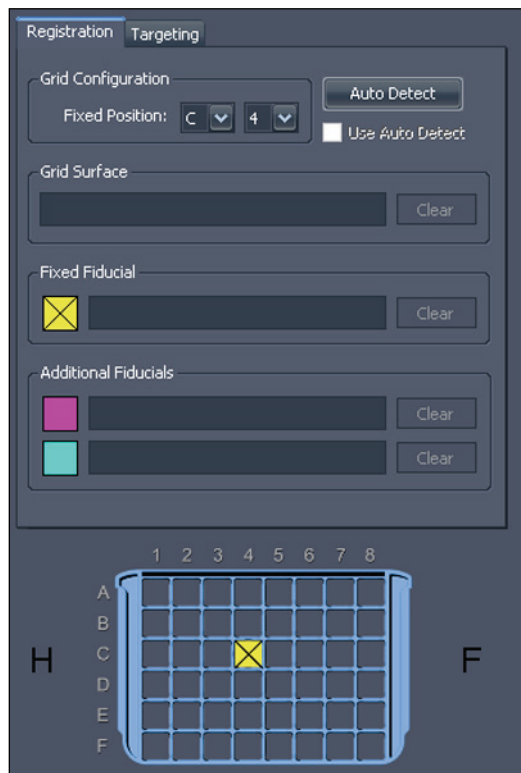 Registration Targeting
Grid Configuration
Fixed Position: C 4
Auto Detect
Use Auto Detect
Grid Surface
Clear
Fixed Fiducial
Clear
Additional Fiducials
Clear
Clear
1 2 3 4 5 6 7 8
A
B
H C F
D
E
F